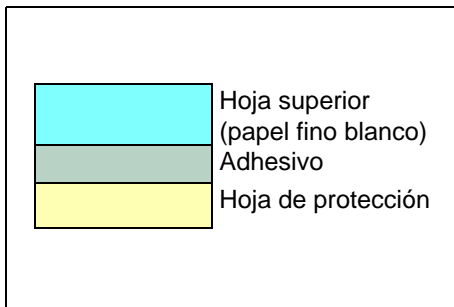 Hoja superior
(papel fino blanco)
Adhesivo
Hoja de protección